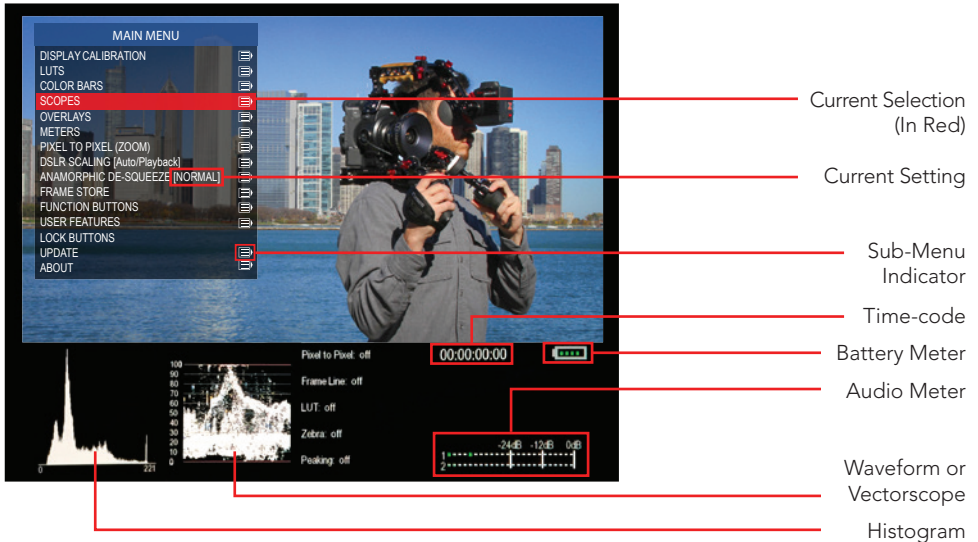 MAIN MENU
DISPLAY CALIBRATION
LUTS
COLOR BARS
SCOPES
OVERLAYS
METERS
PIXEL TO PIXEL (ZOOM)
DSLR SCALING [Auto/Playback]
ANAMORPHIC DE-SQUEEZE [NORMAL]
FRAME STORE
FUNCTION BUTTONS
USER FEATURES
LOCK BUTTONS
UPDATE
ABOUT
Current Selection
(In Red)
Current Setting
Sub-Menu
Indicator
Time-code
Battery Meter
Audio Meter
Waveform or
Vectorscope
Histogram
Pixel to Pixel: off
Frame Line: off
LUT: off
Zebra: off
Peaking: off
00:00:00:00
-24dB -12dB 0dB
1
2
100
90
80
70
60
50
40
30
20
10
0
0 221